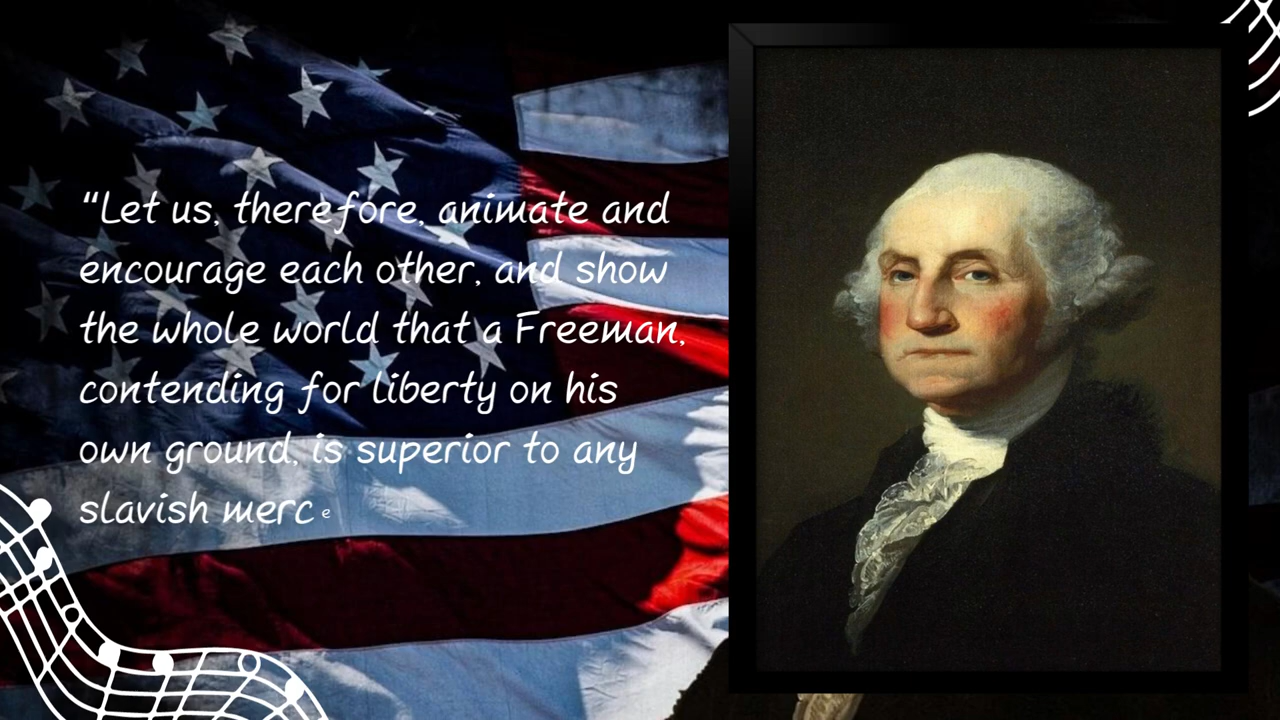 “Let us, therefore, animate and
encourage each other, and show
the whole world that a Freeman,
contending for liberty on his
own ground, is superior to any
slavish merce